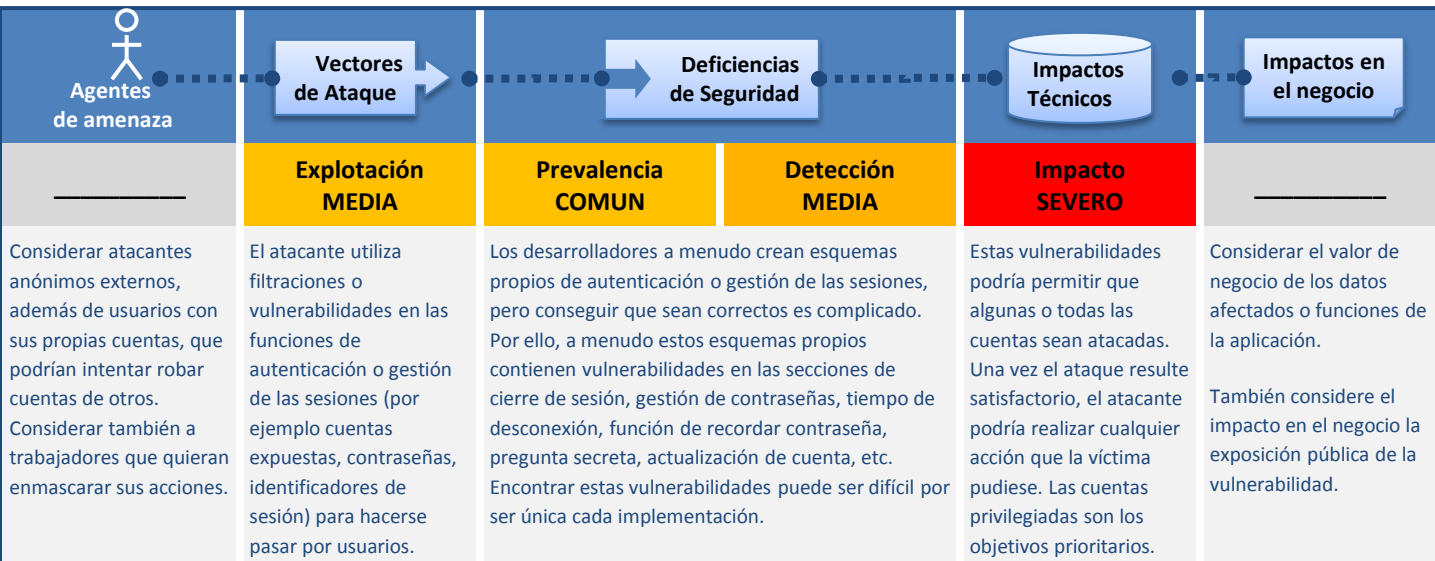 Agentes
de amenaza
Vectores
de Ataque
Deficiencias
de Seguridad
Impactos
Técnicos
Impactos en
el negocio
__________
Explotación
MEDIA
Prevalencia
COMUN
Detección
MEDIA
Impacto
SEVERO
__________
Considerar atacantes
anónimos externos,
además de usuarios con
sus propias cuentas, que
podrían intentar robar
cuentas de otros.
Considerar también a
trabajadores que quieran
enmascarar sus acciones.
El atacante utiliza
filtraciones o
vulnerabilidades en las
funciones de
autenticación o gestión
de las sesiones (por
ejemplo cuentas
expuestas, contraseñas,
identificadores de
sesión) para hacerse
pasar por usuarios.
Los desarrolladores a menudo crean esquemas
propios de autenticación o gestión de las sesiones,
pero conseguir que sean correctos es complicado.
Por ello, a menudo estos esquemas propios
contienen vulnerabilidades en las secciones de
cierre de sesión, gestión de contraseñas, tiempo de
desconexión, función de recordar contraseña,
pregunta secreta, actualización de cuenta, etc.
Encontrar estas vulnerabilidades puede ser difícil por
ser única cada implementación.
Estas vulnerabilidades
podría permitir que
algunas o todas las
cuentas sean atacadas.
Una vez el ataque resulte
satisfactorio, el atacante
podría realizar cualquier
acción que la víctima
pudiese. Las cuentas
privilegiadas son los
objetivos prioritarios.
Considerar el valor de
negocio de los datos
afectados o funciones de
la aplicación.
También considere el
impacto en el negocio la
exposición pública de la
vulnerabilidad.